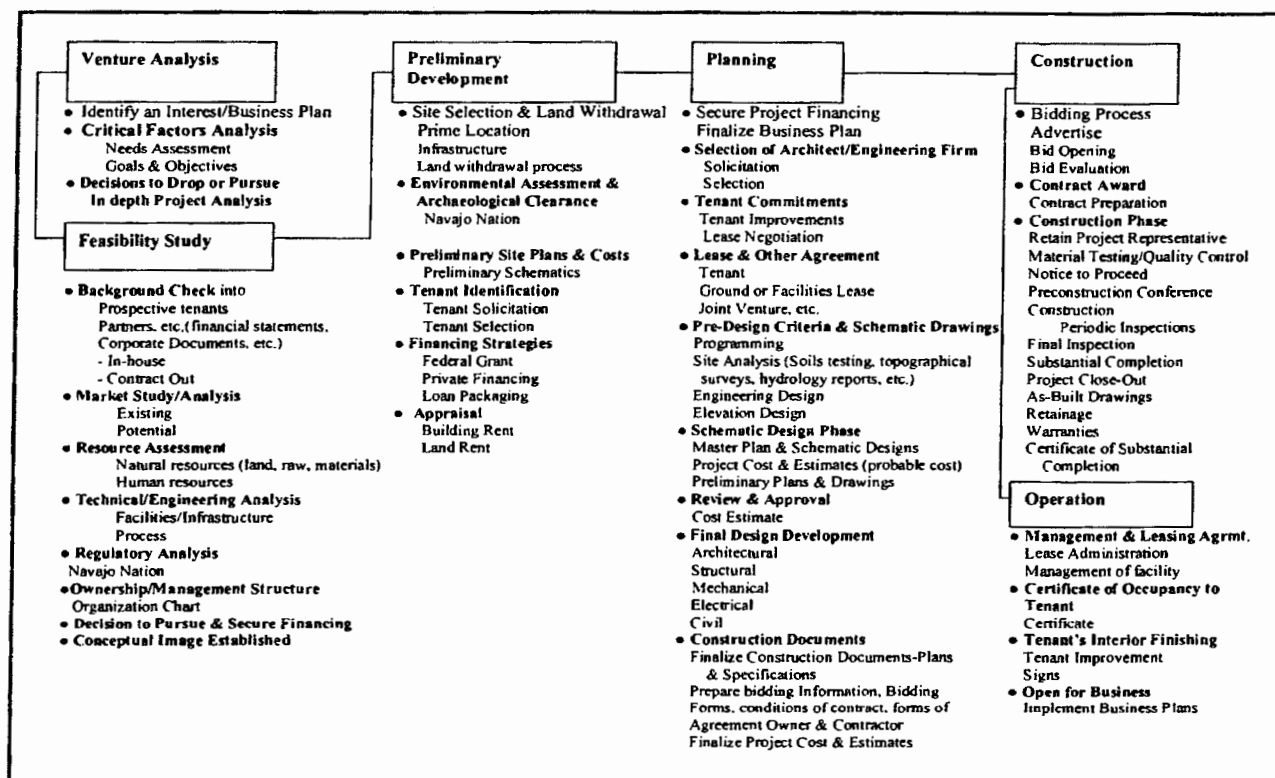 Venture Analysis
• Identify an Interest/Business Plan
• Critical Factors Analysis
Needs Assessment
Goals & Objectives
• Decisions to Drop or Pursue
In depth Project Analysis
Feasibility Study
• Background Check into
Prospective tenants
Partners, etc.(financial statements,
Corporate Documents, etc.)
- In-house
- Contract Out
• Market Study/Analysis
Existing
Potential
• Resource Assessment
Natural resources (land, raw, materials)
Human resources
• Technical/Engineering Analysis
Facilities/Infrastructure
Process
• Regulatory Analysis
Navajo Nation
•Ownership/Management Structure
Organization Chart
• Decision to Pursue & Secure Financing
• Conceptual Image Established
Preliminary
Development
• Site Selection & Land Withdrawal
Prime Location
Infrastructure
Land withdrawal process
• Environmental Assessment &
Archaeological Clearance
Navajo Nation
• Preliminary Site Plans & Costs
Preliminary Schematics
• Tenant Identification
Tenant Solicitation
Tenant Selection
• Financing Strategies
Federal Grant
Private Financing
Loan Packaging
• Appraisal
Building Rent
Land Rent
Planning
• Secure Project Financing
Finalize Business Plan
• Selection of Architect/Engineering Firm
Solicitation
Selection
• Tenant Commitments
Tenant Improvements
Lease Negotiation
• Lease & Other Agreement
Tenant
Ground or Facilities Lease
Joint Venture, etc.
• Pre-Design Criteria & Schematic Drawings
Programming
Site Analysis (Soils testing, topographical
surveys, hydrology reports, etc.)
Engineering Design
Elevation Design
• Schematic Design Phase
Master Plan & Schematic Designs
Project Cost & Estimates (probable cost)
Preliminary Plans & Drawings
• Review & Approval
Cost Estimate
• Final Design Development
Architectural
Structural
Mechanical
Electrical
Civil
• Construction Documents
Finalize Construction Documents-Plans
& Specifications
Prepare bidding Information, Bidding
Forms, conditions of contract, forms of
Agreement Owner & Contractor
Finalize Project Cost & Estimates
Construction
• Bidding Process
Advertise
Bid Opening
Bid Evaluation
• Contract Award
Contract Preparation
• Construction Phase
Retain Project Representative
Material Testing/Quality Control
Notice to Proceed
Preconstruction Conference
Construction
Periodic Inspections
Final Inspection
Substantial Completion
Project Close-Out
As-Built Drawings
Retainage
Warranties
Certificate of Substantial
Completion
Operation
• Management & Leasing Agrmt.
Lease Administration
Management of facility
• Certificate of Occupancy to
Tenant
Certificate
• Tenant's Interior Finishing
Tenant Improvement
Signs
• Open for Business
Implement Business Plans